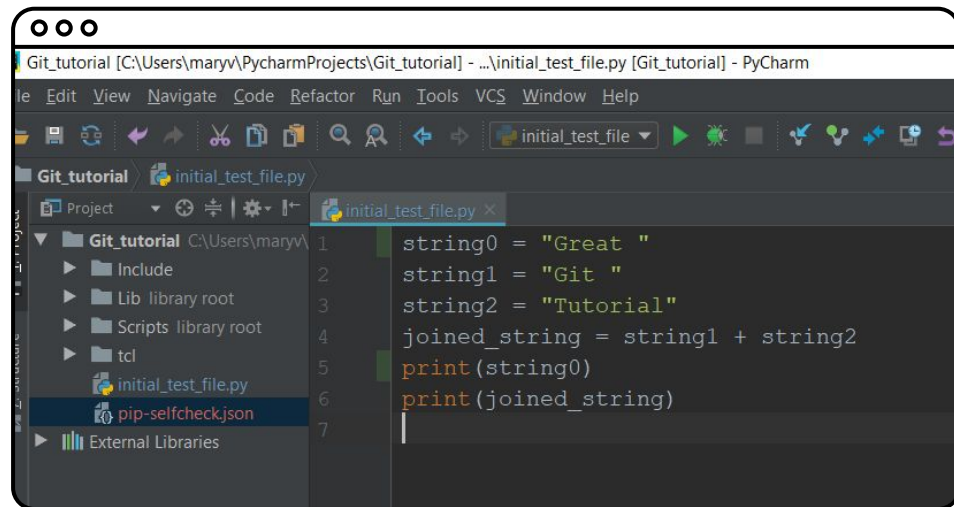 Git_tutorial [C:\Users\maryv\PycharmProjects\Git_tutorial] - ...\initial_test_file.py [Git_tutorial] - PyCharm
le Edit View Navigate Code Refactor Run Tools VCS Window Help
initial_test_file
Git_tutorial initial_test_file.py
Project initial_test_file.py
Git_tutorial C:\Users\maryv\
Include
Lib library root
Scripts library root
tcl
initial_test_file.py
pip-selfcheck.json
External Libraries
1 string0 = "Great "
2 string1 = "Git "
3 string2 = "Tutorial"
4 joined_string = string1 + string2
5 print(string0)
6 print(joined_string)
7